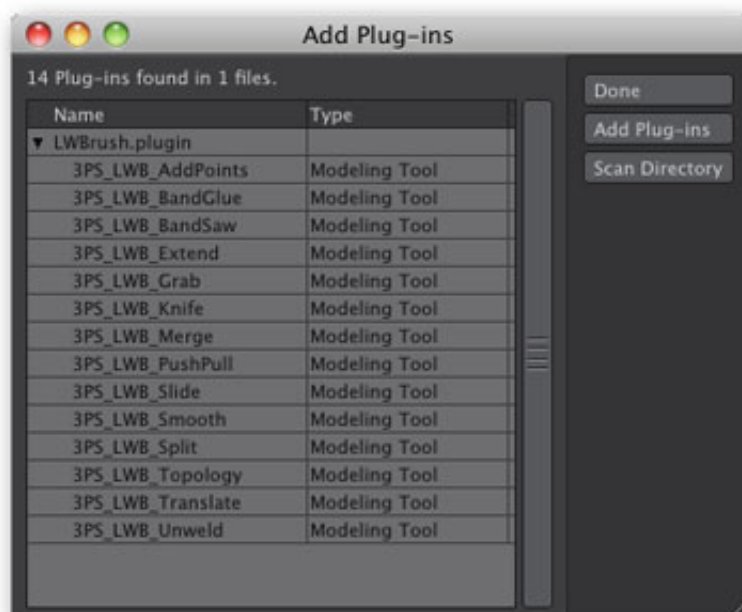 Add Plug-ins
14 Plug-ins found in 1 files.
Name Type
LWBrush.plugin
3PS_LWB_AddPoints Modeling Tool
3PS_LWB_BandGlue Modeling Tool
3PS_LWB_BandSaw Modeling Tool
3PS_LWB_Extend Modeling Tool
3PS_LWB_Grab Modeling Tool
3PS_LWB_Knife Modeling Tool
3PS_LWB_Merge Modeling Tool
3PS_LWB_PushPull Modeling Tool
3PS_LWB_Slide Modeling Tool
3PS_LWB_Smooth Modeling Tool
3PS_LWB_Split Modeling Tool
3PS_LWB_Topology Modeling Tool
3PS_LWB_Translate Modeling Tool
3PS_LWB_Unweld Modeling Tool
Done
Add Plug-ins
Scan Directory